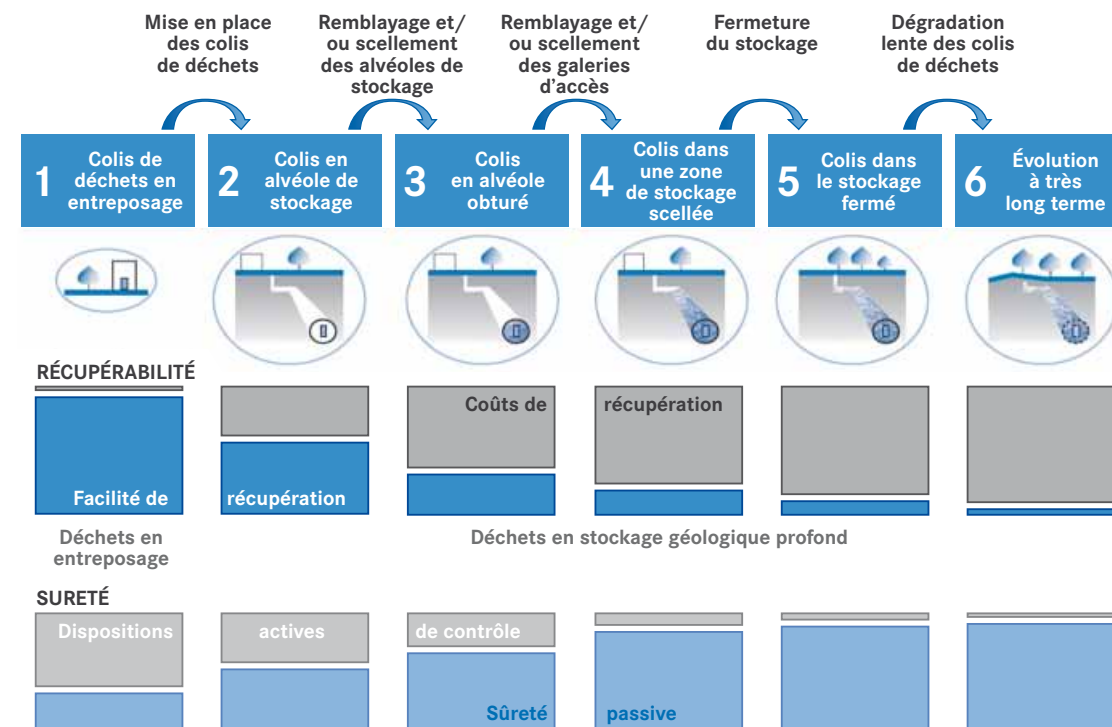 Mise en place
des colis
de déchets
Remblayage et/
ou scellement
des alvéoles de
stockage
Remblayage et/
ou scellement
des galeries
d'accès
Fermeture
du stockage
Dégradation
lente des colis
de déchets
1
Colis de
déchets en
entreposage
2
Colis en
alvéole de
stockage
3
Colis
en alvéole
obturé
4
Colis dans
une zone
de stockage
scellée
5
Colis dans
le stockage
fermé
6
Évolution
à très
long terme
RÉCUPÉRABILITÉ
Coûts de récupération
Facilité de récupération
Déchets en
entreposage
Déchets en stockage géologique profond
SURETÉ
Dispositions actives de contrôle
Sûreté passive